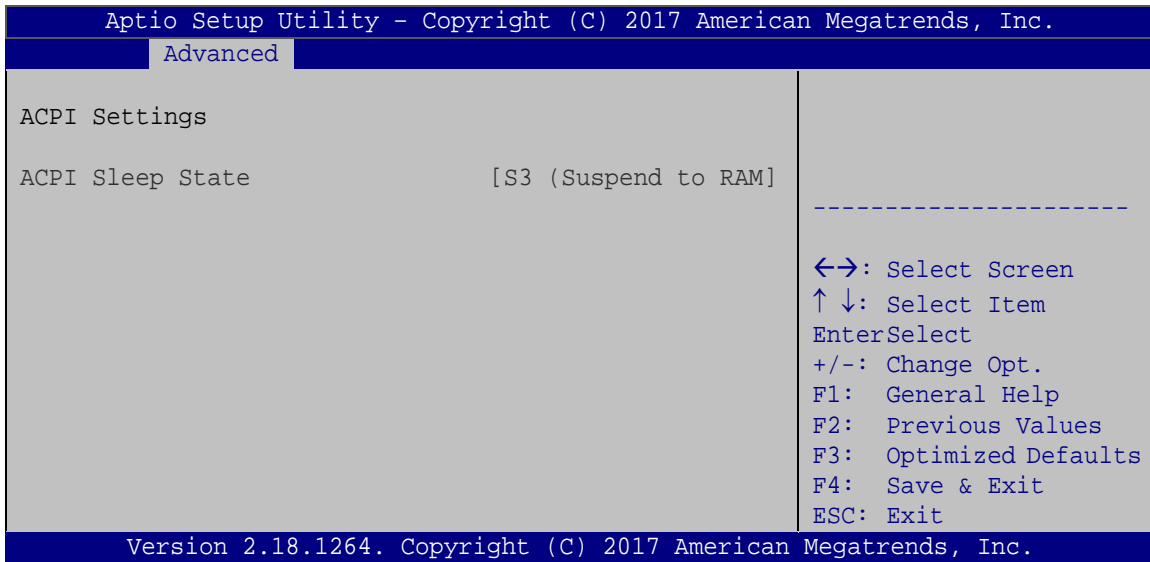 Aptio Setup Utility – Copyright (C) 2017 American Megatrends, Inc.
Advanced
ACPI Settings
ACPI Sleep State [S3 (Suspend to RAM]
----------------------
←→: Select Screen
↑ ↓: Select Item
EnterSelect
+/-: Change Opt.
F1: General Help
F2: Previous Values
F3: Optimized Defaults
F4: Save & Exit
ESC: Exit
Version 2.18.1264. Copyright (C) 2017 American Megatrends, Inc.